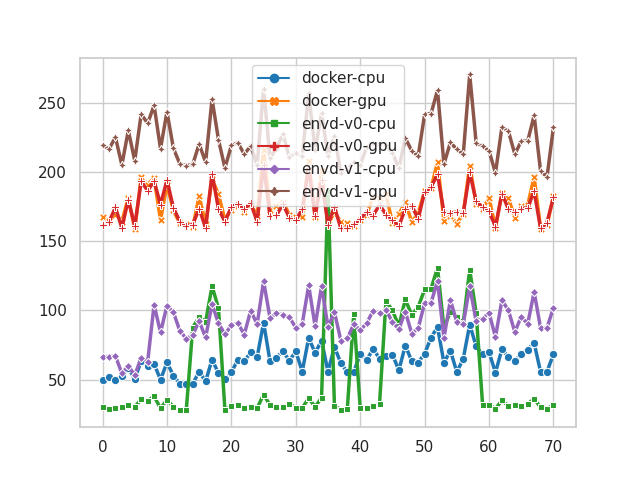 docker-cpu
docker-gpu
envd-v0-cpu
envd-v0-gpu
envd-v1-cpu
envd-v1-gpu
250
200
150
100
50
0 10 20 30 40 50 60 70